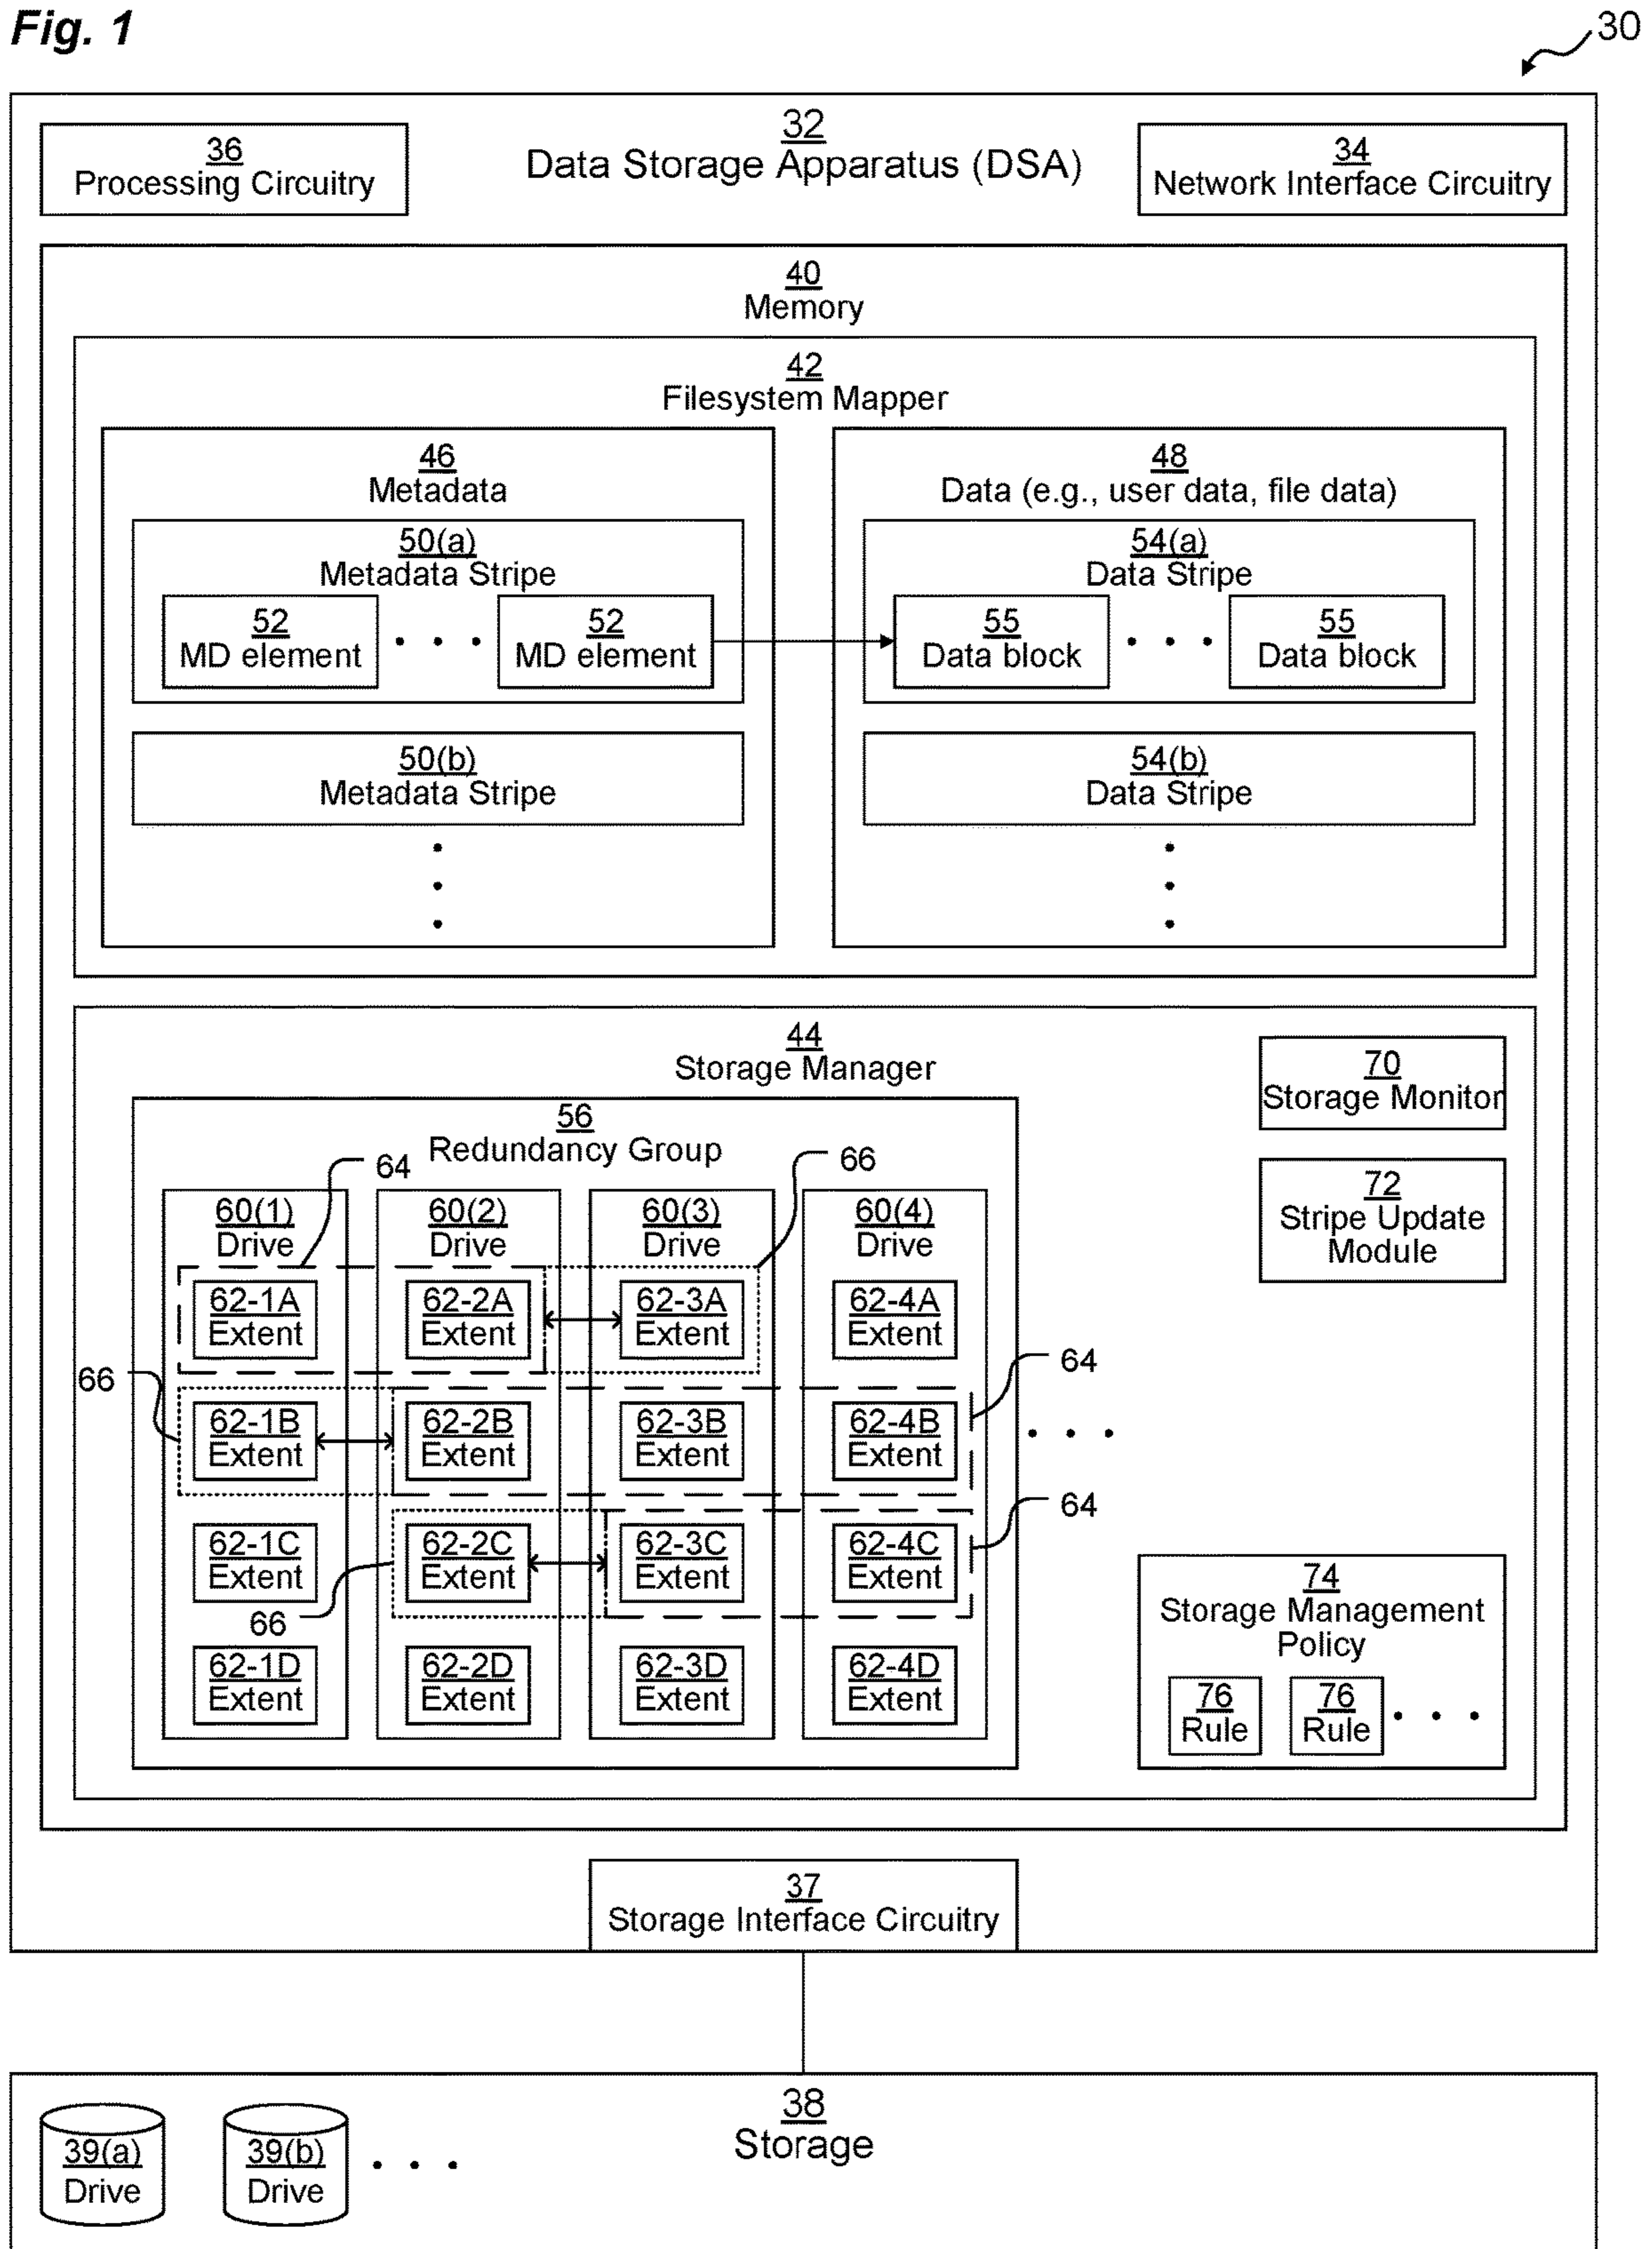 Fig. 1
30
32
Data Storage Apparatus (DSA)
36
Processing Circuitry
34
Network Interface Circuitry
40
Memory
42
Filesystem Mapper
46
Metadata
50(a)
Metadata Stripe
52
MD element
52
MD element
50(b)
Metadata Stripe
48
Data (e.g., user data, file data)
54(a)
Data Stripe
55
Data block
55
Data block
54(b)
Data Stripe
44
Storage Manager
70
Storage Monitor
72
Stripe Update
Module
56
Redundancy Group
64
66
60(1)
Drive
60(2)
Drive
60(3)
Drive
60(4)
Drive
62-1A
Extent
62-2A
Extent
62-3A
Extent
62-4A
Extent
66
64
62-1B
Extent
62-2B
Extent
62-3B
Extent
62-4B
Extent
64
62-1C
Extent
62-2C
Extent
62-3C
Extent
62-4C
Extent
66
62-1D
Extent
62-2D
Extent
62-3D
Extent
62-4D
Extent
74
Storage Management
Policy
76
Rule
76
Rule
37
Storage Interface Circuitry
38
Storage
39(a)
Drive
39(b)
Drive